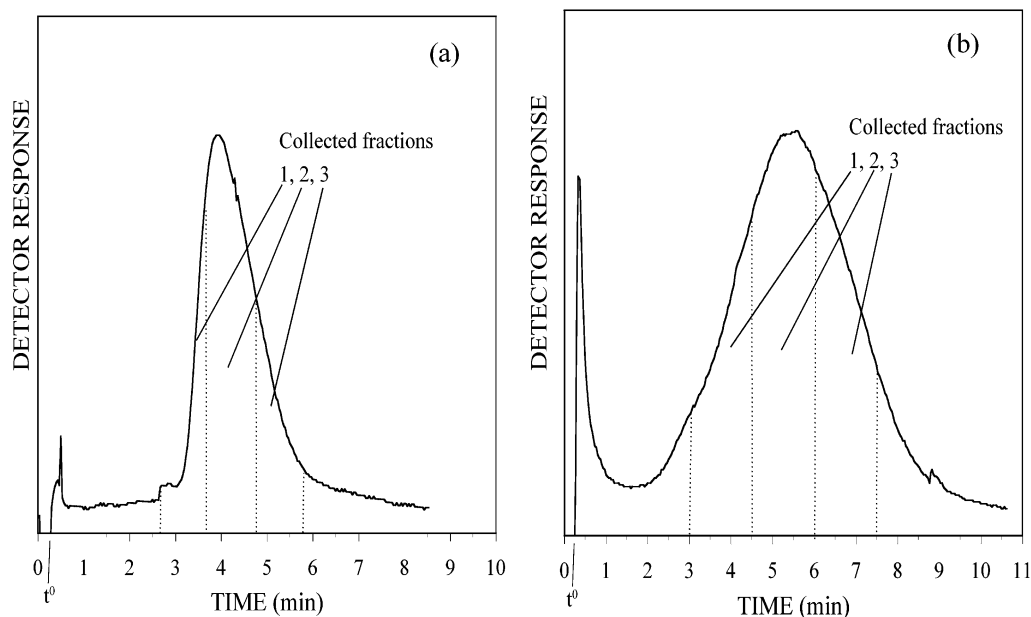 (a)
DETECTOR RESPONSE
Collected fractions
1, 2, 3
0 1 2 3 4 5 6 7 8 9 10
t⁰
TIME (min)
(b)
DETECTOR RESPONSE
Collected fractions
1, 2, 3
0 1 2 3 4 5 6 7 8 9 10 11
t⁰
TIME (min)